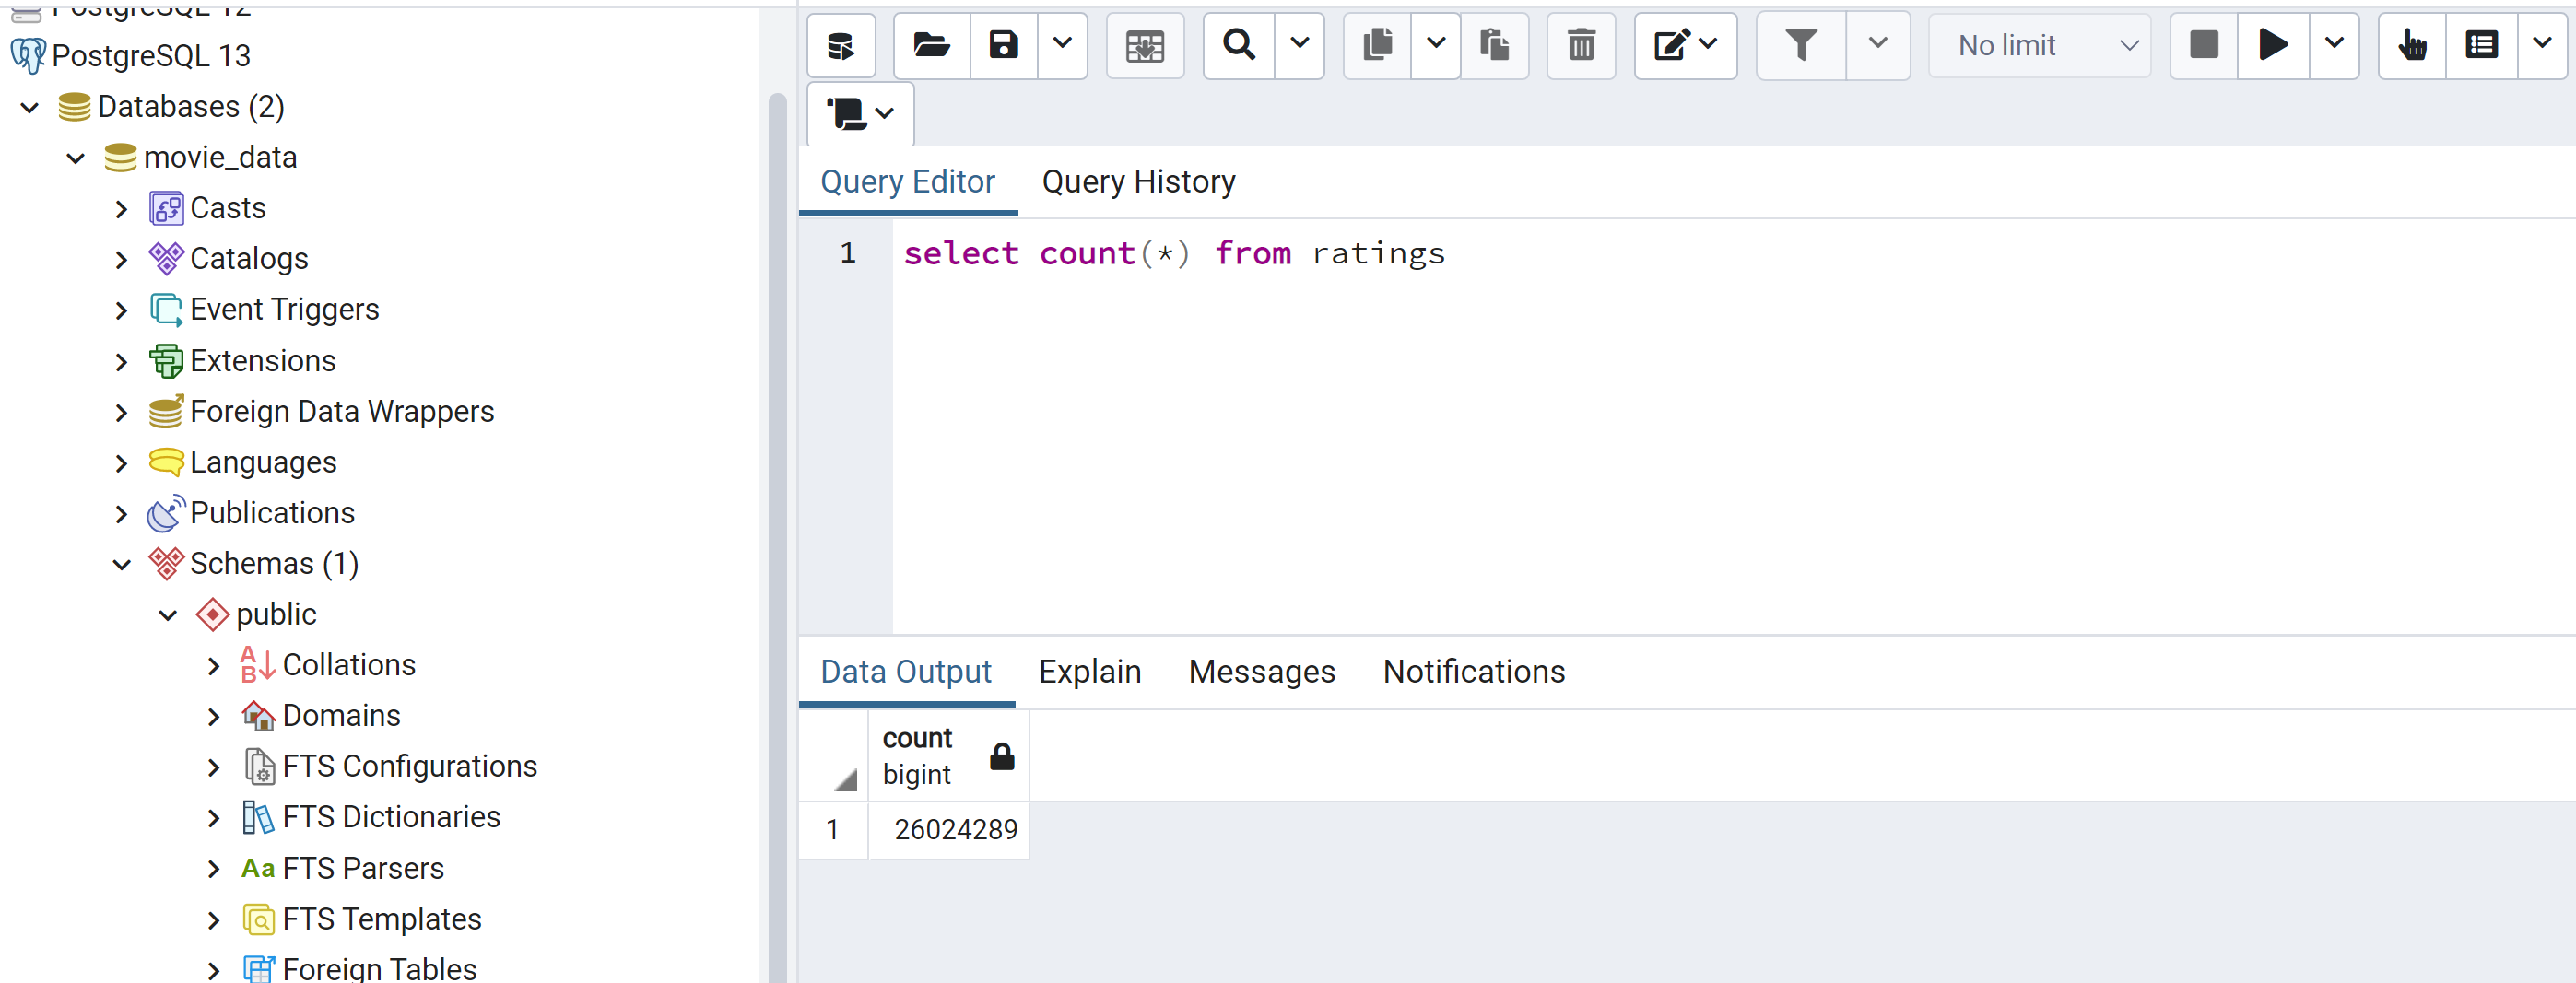 PostgreSQL 12
PostgreSQL 13
Databases (2)
movie_data
Casts
Catalogs
Event Triggers
Extensions
Foreign Data Wrappers
Languages
Publications
Schemas (1)
public
Collations
Domains
FTS Configurations
FTS Dictionaries
Aa FTS Parsers
FTS Templates
Foreign Tables
No limit
Query Editor Query History
1 select count(*) from ratings
Data Output Explain Messages Notifications
count
bigint
1 26024289